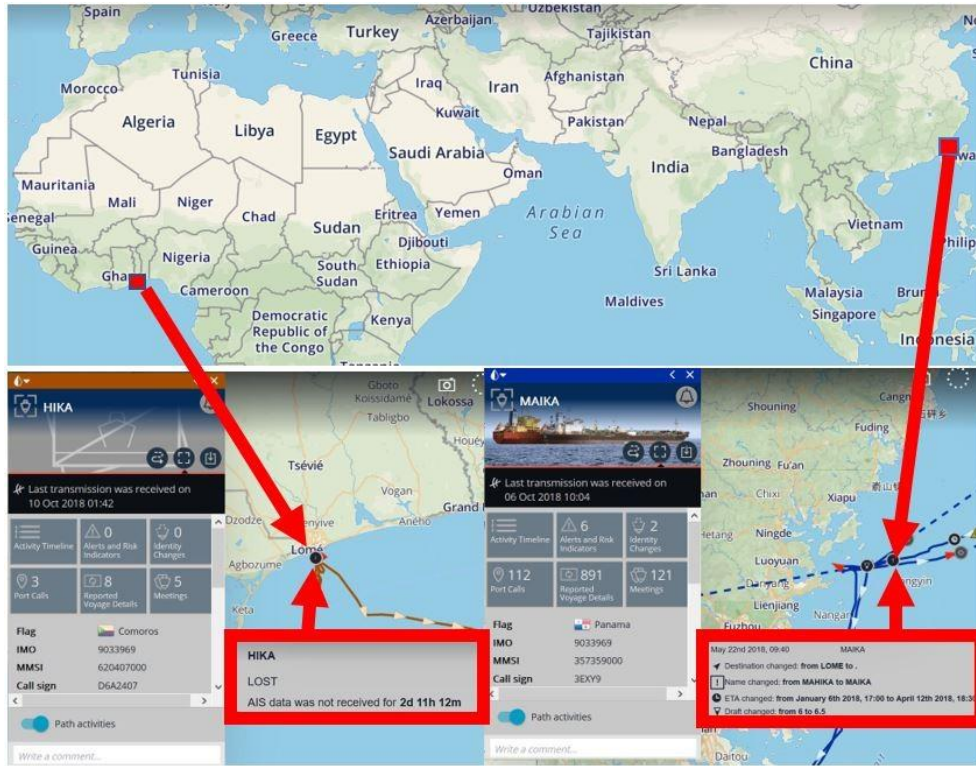 Spain
Greece
Turkey
Azerbaijan
Uzbekistan
Tajikistan
China
Morocco
Tunisia
Iraq
Iran
Afghanistan
Algeria
Libya
Egypt
Kuwait
Pakistan
Nepal
Saudi Arabia
Bangladesh
Oman
India
Mauritania
Mali
Niger
Chad
Sudan
Eritrea
Yemen
Arabian
Sea
Vietnam
Guinea
Nigeria
Djibouti
South
Sudan
Ethiopia
Sri Lanka
Cameroon
Malaysia
Singapore
Maldives
Democratic
Republic of
the Congo
Kenya
HIKA
Last transmission was received on
10 Oct 2018 01:42
Activity Timeline
0
Alerts and Risk
Indicators
0
Identity
Changes
3
Port Calls
8
Reported
Voyage Details
5
Meetings
Flag Comoros
IMO 9033969
MMSI 620407000
Call sign D6A2407
Path activities
Write a comment...
Gboto
Koissidamé
Lokossa
Tabligbo
Tsévié
Vogan
Aného
Lomé
Agbozume
Keta
HIKA
LOST
AIS data was not received for 2d 11h 12m
MAIKA
Last transmission was received on
06 Oct 2018 10:04
Activity Timeline
6
Alerts and Risk
Indicators
2
Identity
Changes
112
Port Calls
891
Reported
Voyage Details
121
Meetings
Flag Panama
IMO 9033969
MMSI 357359000
Call sign 3EXY9
Path activities
Write a comment...
Shouning
Fuding
Zhouning
Fu'an
Chixi
Xiapu
Ningde
Luoyuan
Lienjiang
Fuzhou
May 22nd 2018, 09:40 MAIKA
Destination changed: from LOME to .
! Name changed: from MAHIKA to MAIKA
ETA changed: from January 6th 2018, 17:00 to April 12th 2018, 18:30
Draft changed: from 6 to 6.5
Daitou